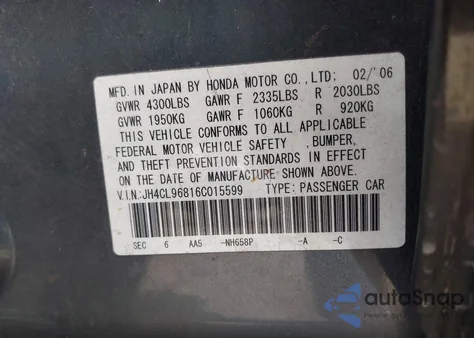 MFD. IN JAPAN BY HONDA MOTOR CO., LTD: 02/'06
GVWR 4300LBS GAWR F 2335LBS R 2030LBS
GVWR 1950KG GAWR F 1060KG R 920KG
THIS VEHICLE CONFORMS TO ALL APPLICABLE
FEDERAL MOTOR VEHICLE SAFETY , BUMPER,
AND THEFT PREVENTION STANDARDS IN EFFECT
ON THE DATE OF MANUFACTURE SHOWN ABOVE.
V.I.N:JH4CL96816C015599 TYPE: PASSENGER CAR
SEC 6 AA5 -NH658P -A -C
autoSnap